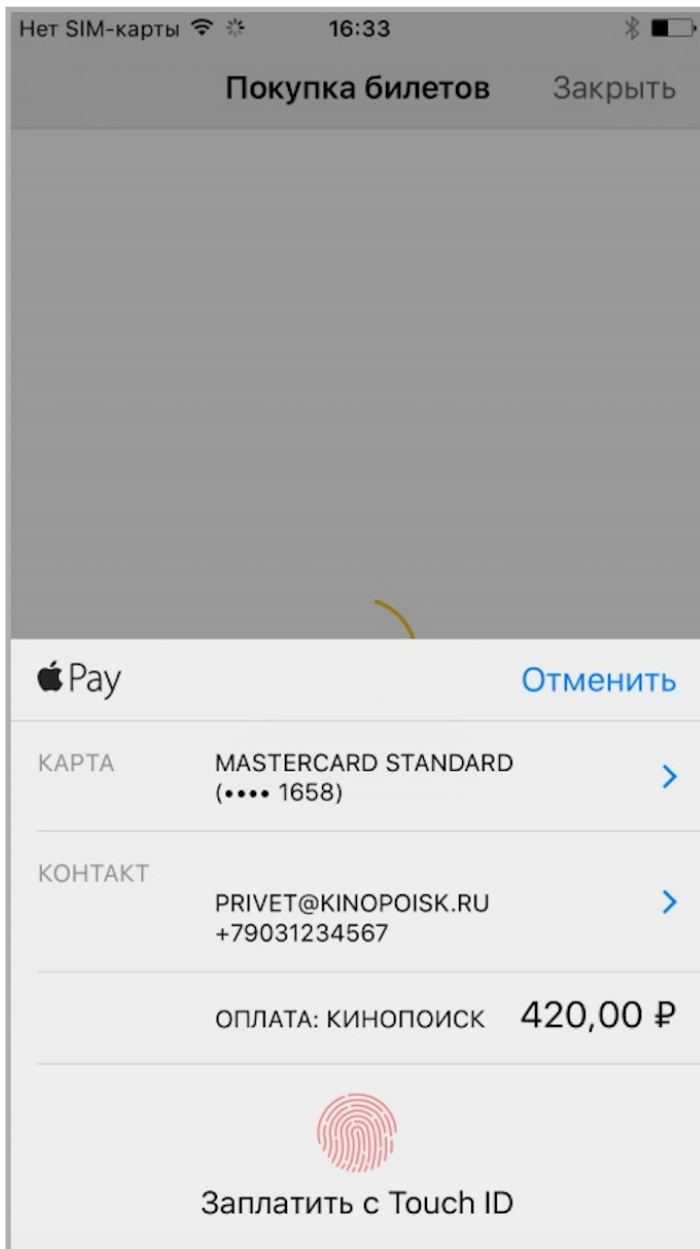 Нет SIM-карты 16:33
Покупка билетов Закрыть
Pay Отменить
КАРТА MASTERCARD STANDARD
(•••• 1658)
КОНТАКТ
PRIVET@KINOPOISK.RU
+79031234567
ОПЛАТА: КИНОПОИСК 420,00 ₽
Заплатить с Touch ID